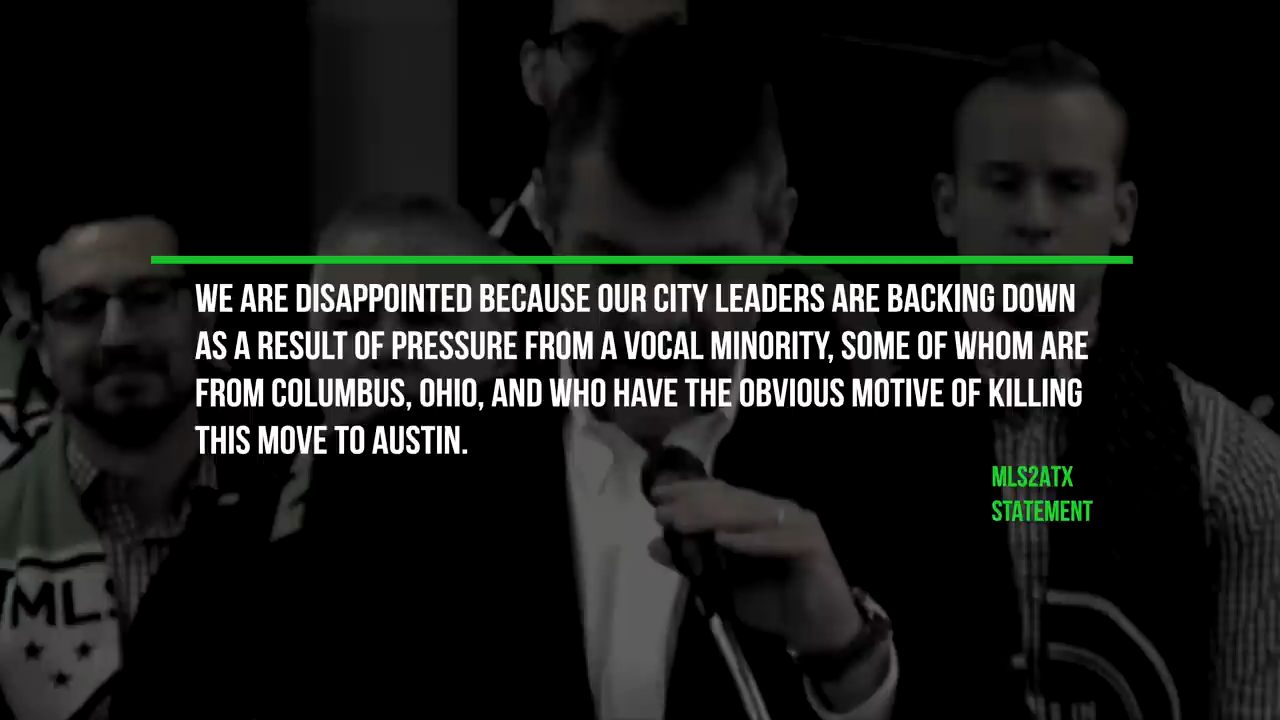 WE ARE DISAPPOINTED BECAUSE OUR CITY LEADERS ARE BACKING DOWN
AS A RESULT OF PRESSURE FROM A VOCAL MINORITY, SOME OF WHOM ARE
FROM COLUMBUS, OHIO, AND WHO HAVE THE OBVIOUS MOTIVE OF KILLING
THIS MOVE TO AUSTIN.
MLS2ATX
STATEMENT
MLS